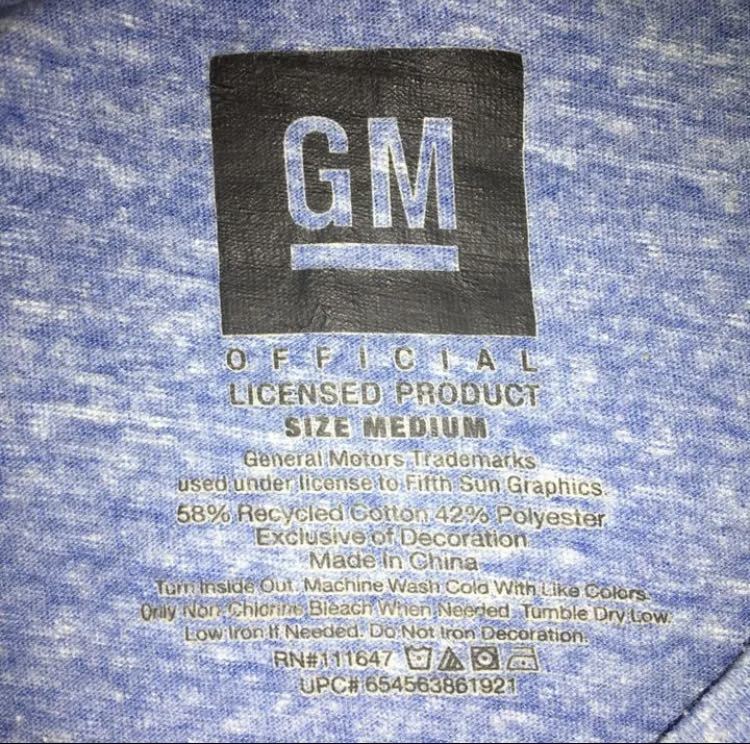 GM
OFFICIAL
LICENSED PRODUCT
SIZE MEDIUM
General Motors Trademarks
used under license to Fifth Sun Graphics.
58% Recycled Cotton 42% Polyester
Exclusive of Decoration
Made In China
Turn Inside Out. Machine Wash Cold With Like Colors.
Only Non-Chlorine Bleach When Needed. Tumble Dry Low.
Low Iron If Needed. Do Not Iron Decoration.
RN#111647
UPC# 654563861921